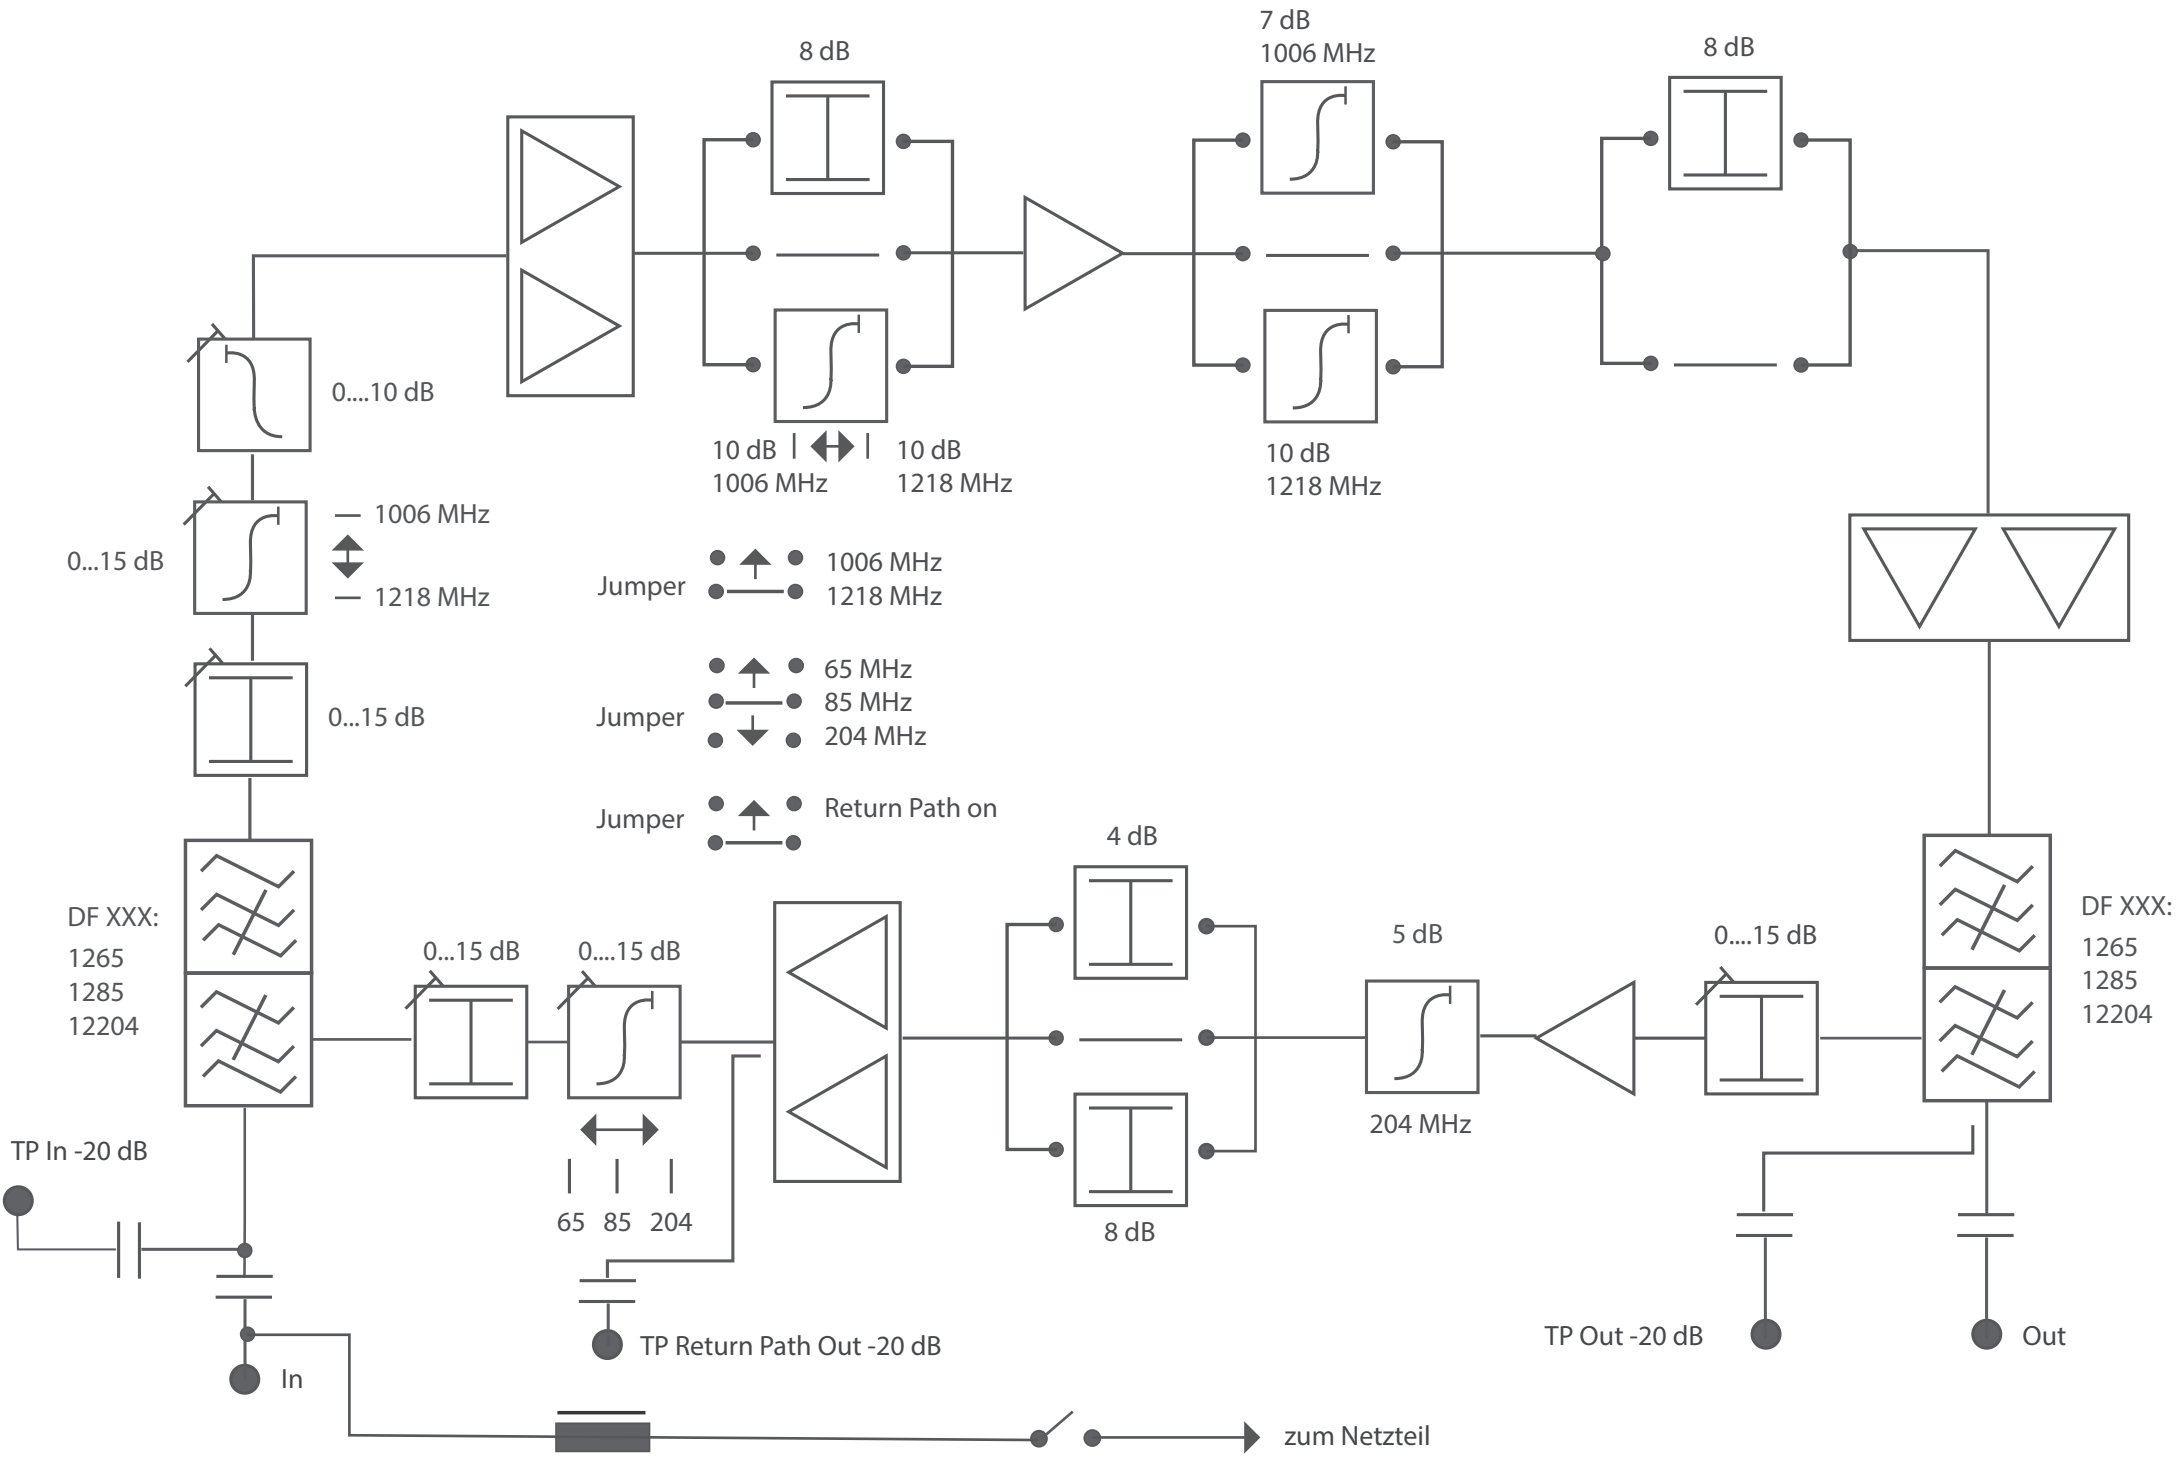 7 dB
1006 MHz
8 dB
8 dB
0....10 dB
10 dB
1006 MHz
10 dB
1218 MHz
10 dB
1218 MHz
1006 MHz
0...15 dB
1218 MHz
Jumper
1006 MHz
1218 MHz
0...15 dB
Jumper
65 MHz
85 MHz
204 MHz
Jumper
Return Path on
4 dB
DF XXX:
1265
1285
12204
0...15 dB
0....15 dB
5 dB
0....15 dB
DF XXX:
1265
1285
12204
204 MHz
TP In -20 dB
65 85 204
8 dB
TP Return Path Out -20 dB
TP Out -20 dB
Out
In
zum Netzteil